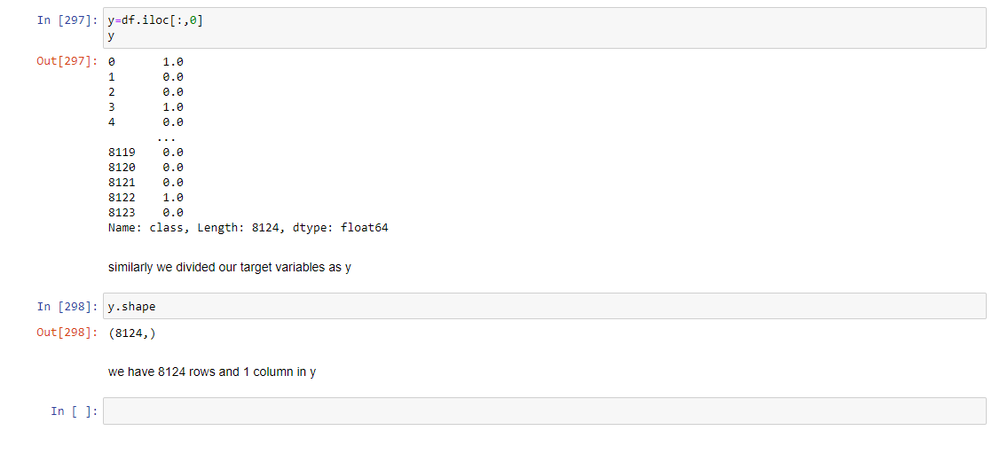 In [297]: y=df.iloc[:,0]
y
Out[297]: 0 1.0
1 0.0
2 0.0
3 1.0
4 0.0
...
8119 0.0
8120 0.0
8121 0.0
8122 1.0
8123 0.0
Name: class, Length: 8124, dtype: float64
similarly we divided our target variables as y
In [298]: y.shape
Out[298]: (8124,)
we have 8124 rows and 1 column in y
In [ ]: